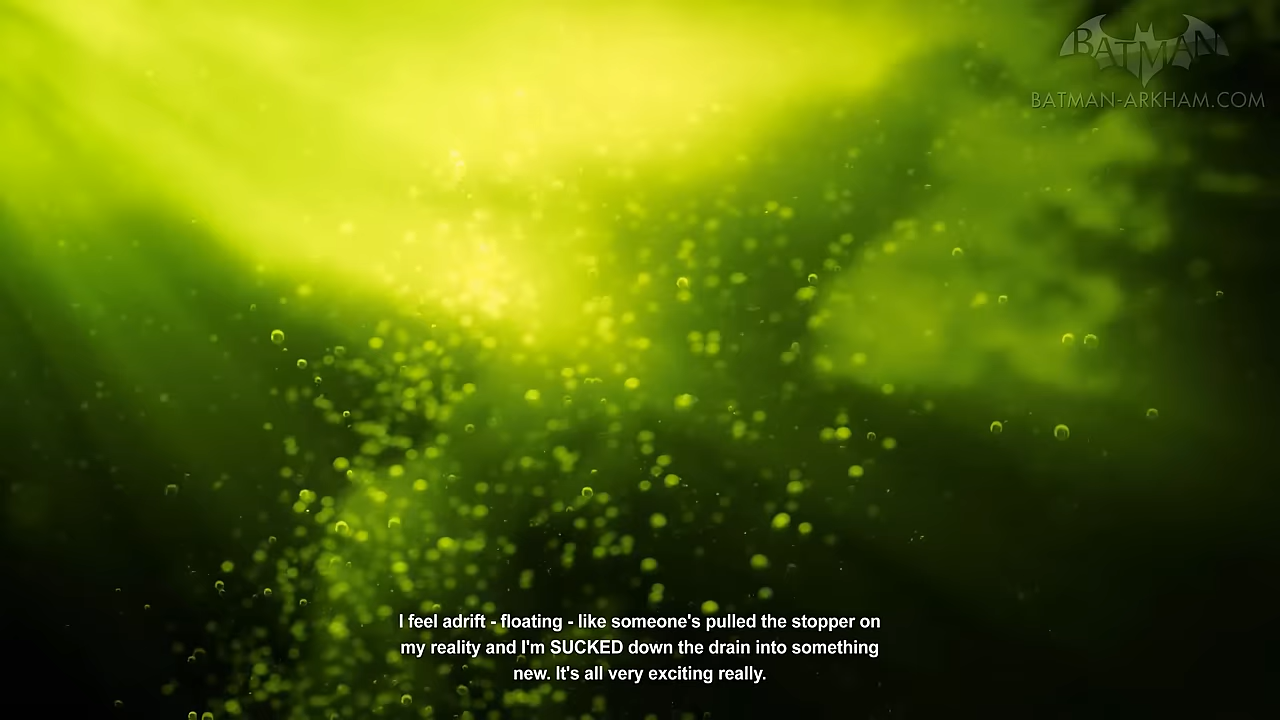 BATMAN
BATMAN-ARKHAM.COM
I feel adrift - floating - like someone's pulled the stopper on
my reality and I'm SUCKED down the drain into something
new. It's all very exciting really.